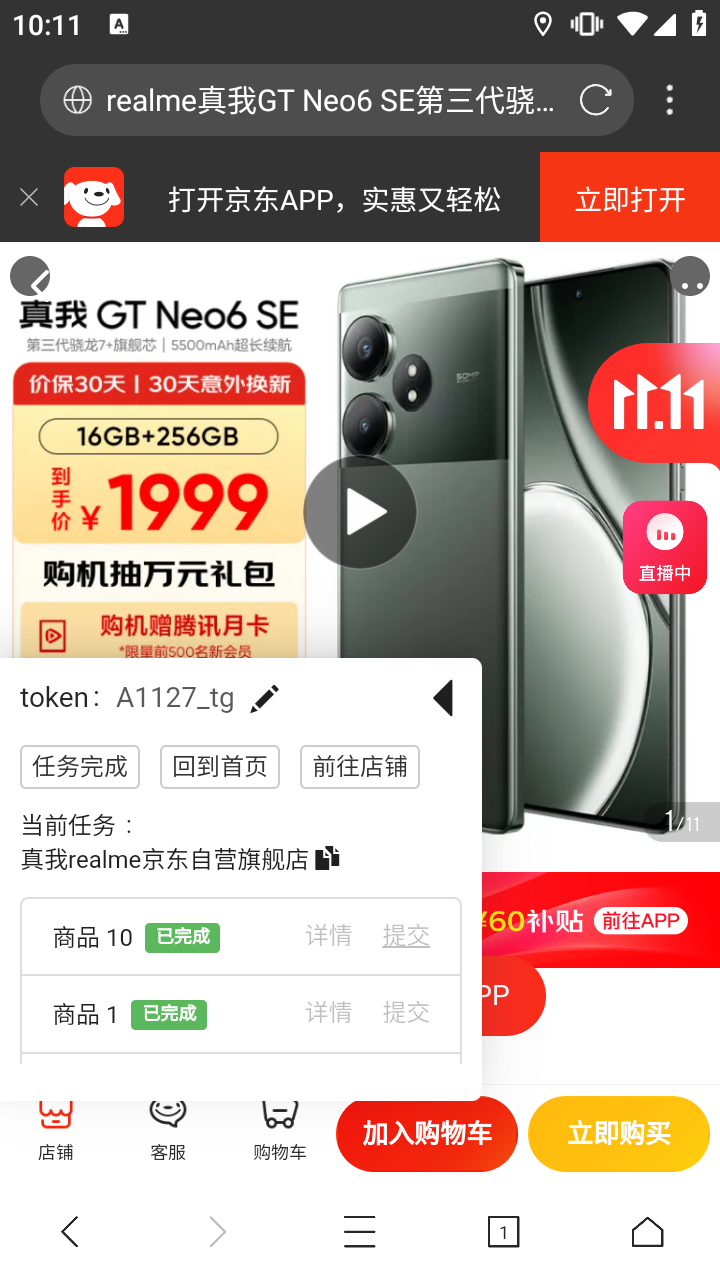 10:11
A
realme真我GT Neo6 SE第三代骁...
打开京东APP，实惠又轻松
立即打开
真我 GT Neo6 SE
第三代骁龙7+旗舰芯 | 5500mAh超长续航
价保30天 | 30天意外换新
16GB+256GB
到手价 ¥1999
购机抽万元礼包
购机赠腾讯月卡
*限量前500名新会员
50MP
11.11
直播中
1/11
token： A1127_tg
任务完成
回到首页
前往店铺
当前任务 ：
真我realme京东自营旗舰店
商品 10 已完成 详情 提交
商品 1 已完成 详情 提交
¥60补贴 前往APP
PP
店铺
客服
购物车
加入购物车
立即购买
1